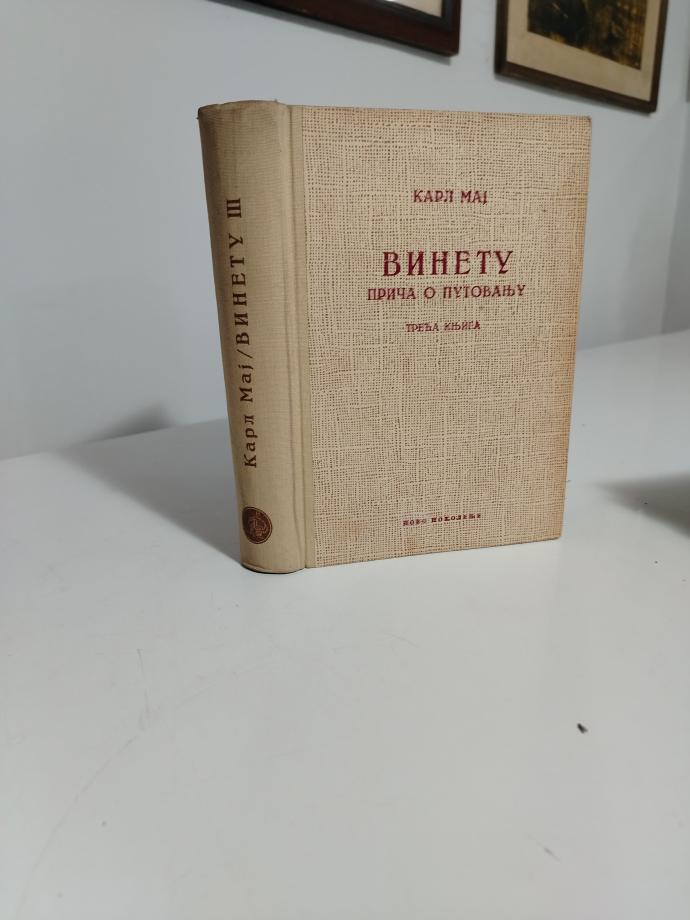 Карл Мај/ВИНЕТУ III
КАРЛ МАЈ
ВИНЕТУ
ПРИЧА О ПУТОВАЊУ
ТРЕЋА КЊИГА
НОВО ПОКОЛЕЊЕ